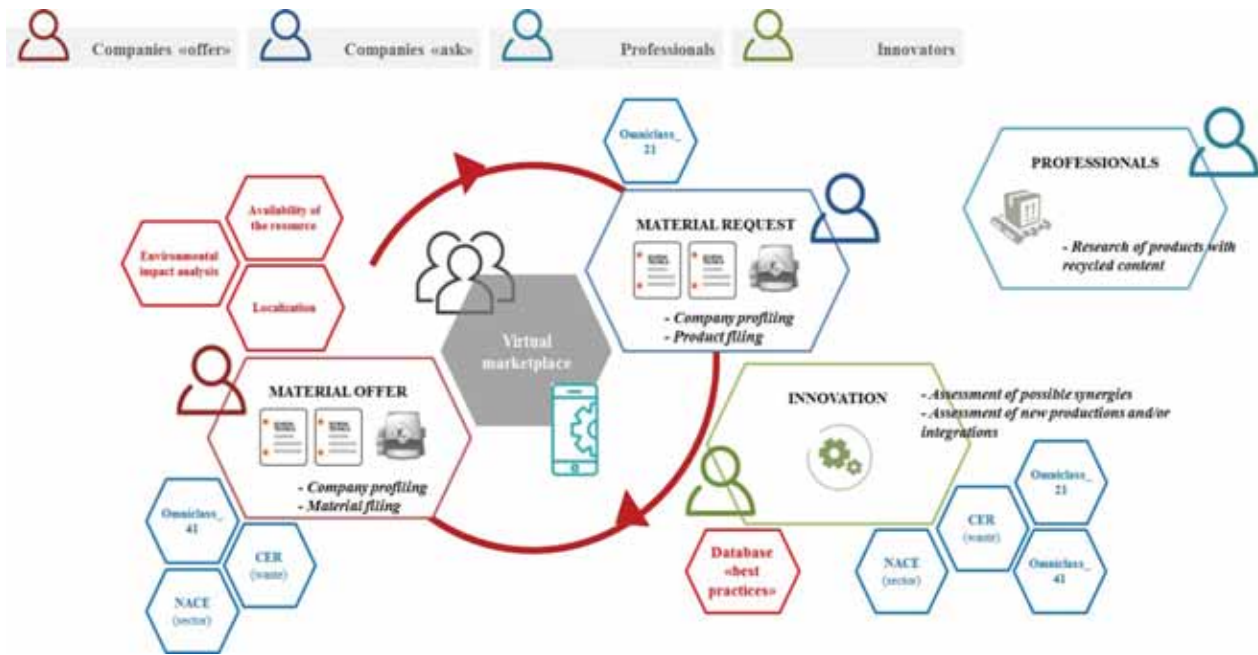 Companies «offer»
Companies «ask»
Professionals
Innovators
Omniclass_
21
PROFESSIONALS
- Research of products with
recycled content
Availability of
the resource
Environmental
impact analysis
Localization
MATERIAL REQUEST
- Company profiling
- Product filing
Virtual
marketplace
MATERIAL OFFER
- Company profiling
- Material filing
INNOVATION
- Assessment of possible synergies
- Assessment of new productions and/or
integrations
Omniclass_
41
CER
(waste)
NACE
(sector)
Database
«best
practices»
NACE
(sector)
CER
(waste)
Omniclass_
21
Omniclass_
41